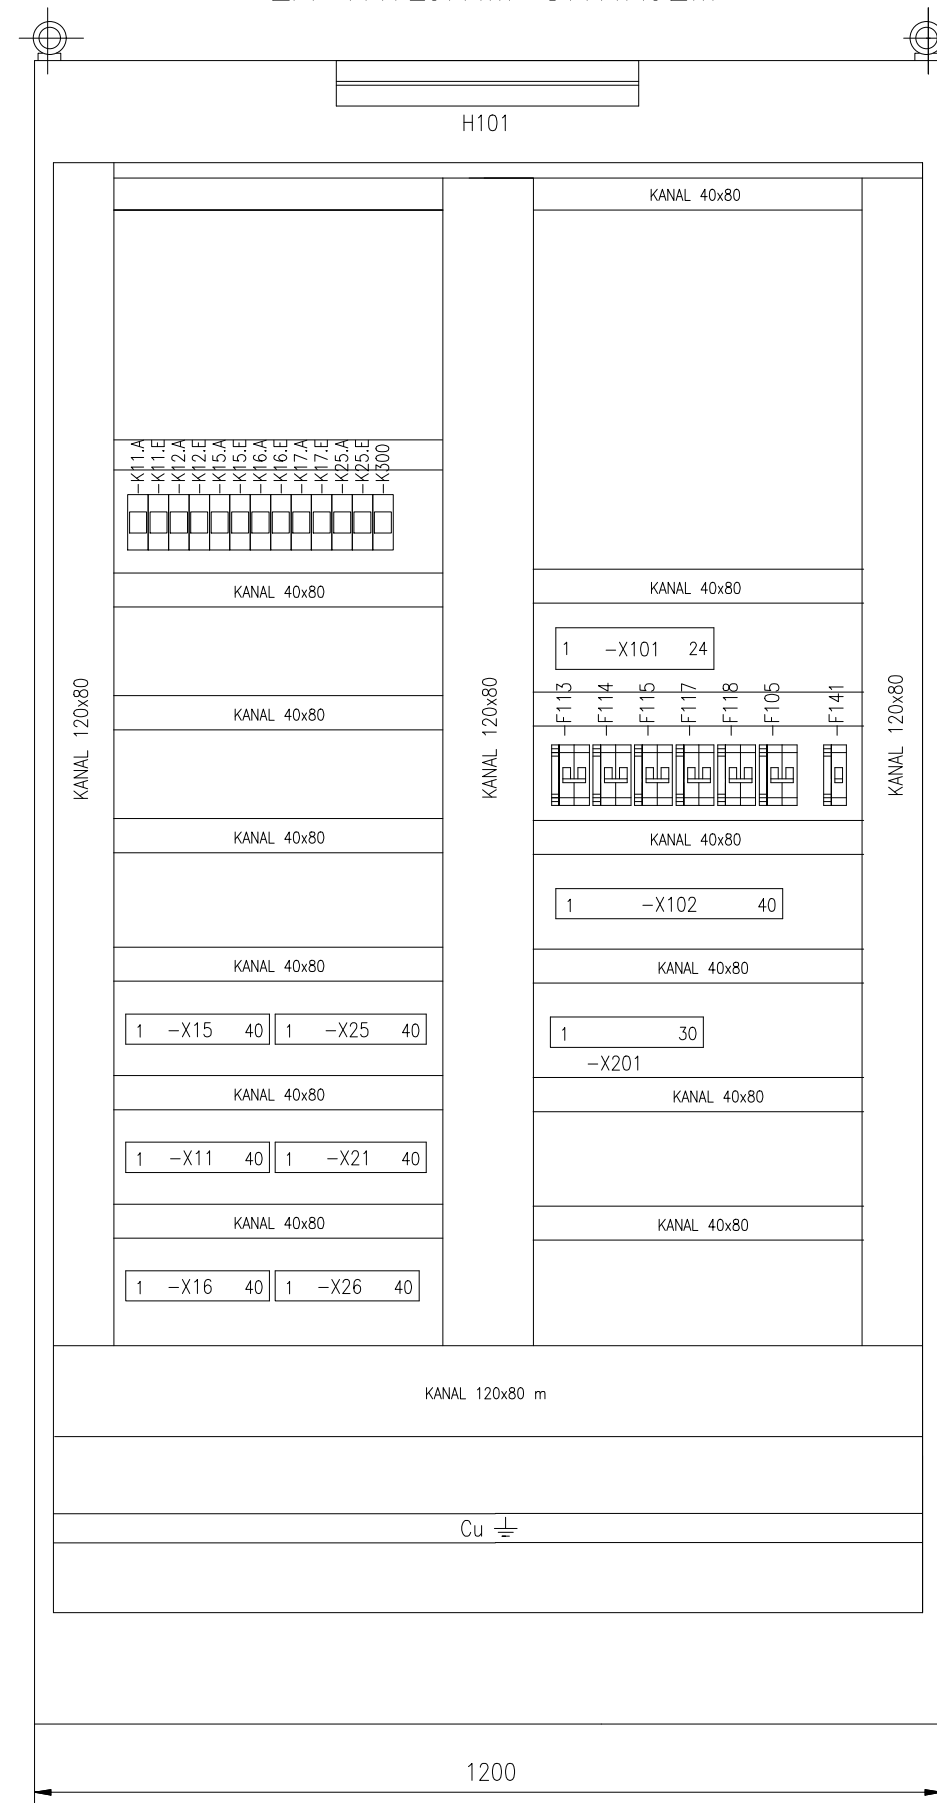 H101
KANAL 40x80
-K11.A
-K11.E
-K12.A
-K12.E
-K15.A
-K15.E
-K16.A
-K16.E
-K17.A
-K17.E
-K25.A
-K25.E
-K300
KANAL 40x80
KANAL 40x80
1 -X101 24
KANAL 120x80
KANAL 40x80
KANAL 120x80
-F113
-F114
-F115
-F117
-F118
-F105
-F141
KANAL 120x80
KANAL 40x80
KANAL 40x80
1 -X102 40
KANAL 40x80
KANAL 40x80
1 -X15 40
1 -X25 40
1 30
-X201
KANAL 40x80
KANAL 40x80
1 -X11 40
1 -X21 40
KANAL 40x80
KANAL 40x80
1 -X16 40
1 -X26 40
KANAL 120x80 m
Cu
1200